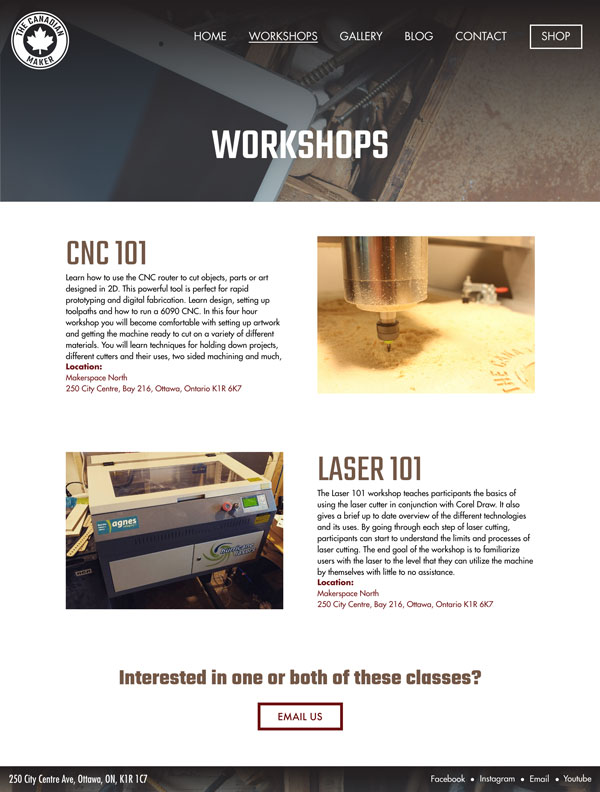 THE CANADIAN
MAKER
HOME WORKSHOPS GALLERY BLOG CONTACT SHOP
WORKSHOPS
CNC 101
Learn how to use the CNC router to cut objects, parts or art
designed in 2D. This powerful tool is perfect for rapid
prototyping and digital fabrication. Learn design, setting up
toolpaths and how to run a 6090 CNC. In this four hour
workshop you will become comfortable with setting up artwork
and getting the machine ready to cut on a variety of different
materials. You will learn techniques for holding down projects,
different cutters and their uses, two sided machining and much,
Location:
Makerspace North
250 City Centre, Bay 216, Ottawa, Ontario K1R 6K7
THE CANA
agnes
LASER 101
The Laser 101 workshop teaches participants the basics of
using the laser cutter in conjunction with Corel Draw. It also
gives a brief up to date overview of the different technologies
and its uses. By going through each step of laser cutting,
participants can start to understand the limits and processes of
laser cutting. The end goal of the workshop is to familiarize
users with the laser to the level that they can utilize the machine
by themselves with little to no assistance.
Location:
Makerspace North
250 City Centre, Bay 216, Ottawa, Ontario K1R 6K7
Interested in one or both of these classes?
EMAIL US
250 City Centre Ave, Ottawa, ON, K1R 1C7
Facebook • Instagram • Email • Youtube